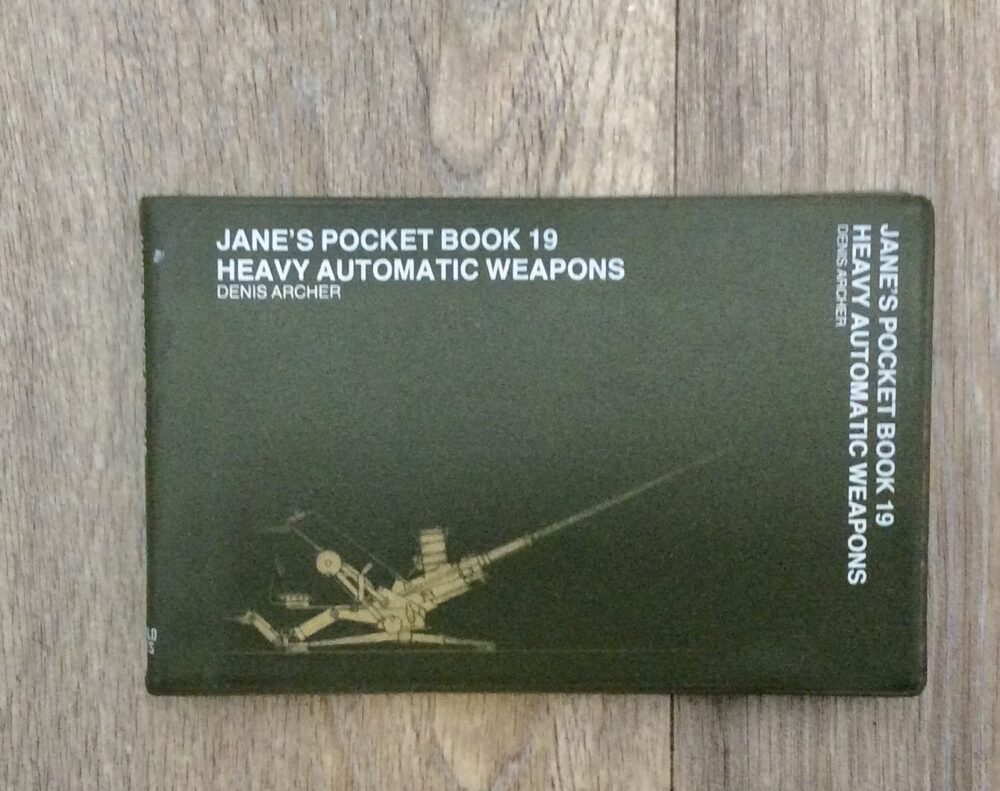 JANE'S POCKET BOOK 19
HEAVY AUTOMATIC WEAPONS
DENIS ARCHER
JANE'S POCKET BOOK 19
HEAVY AUTOMATIC WEAPONS
DENIS ARCHER